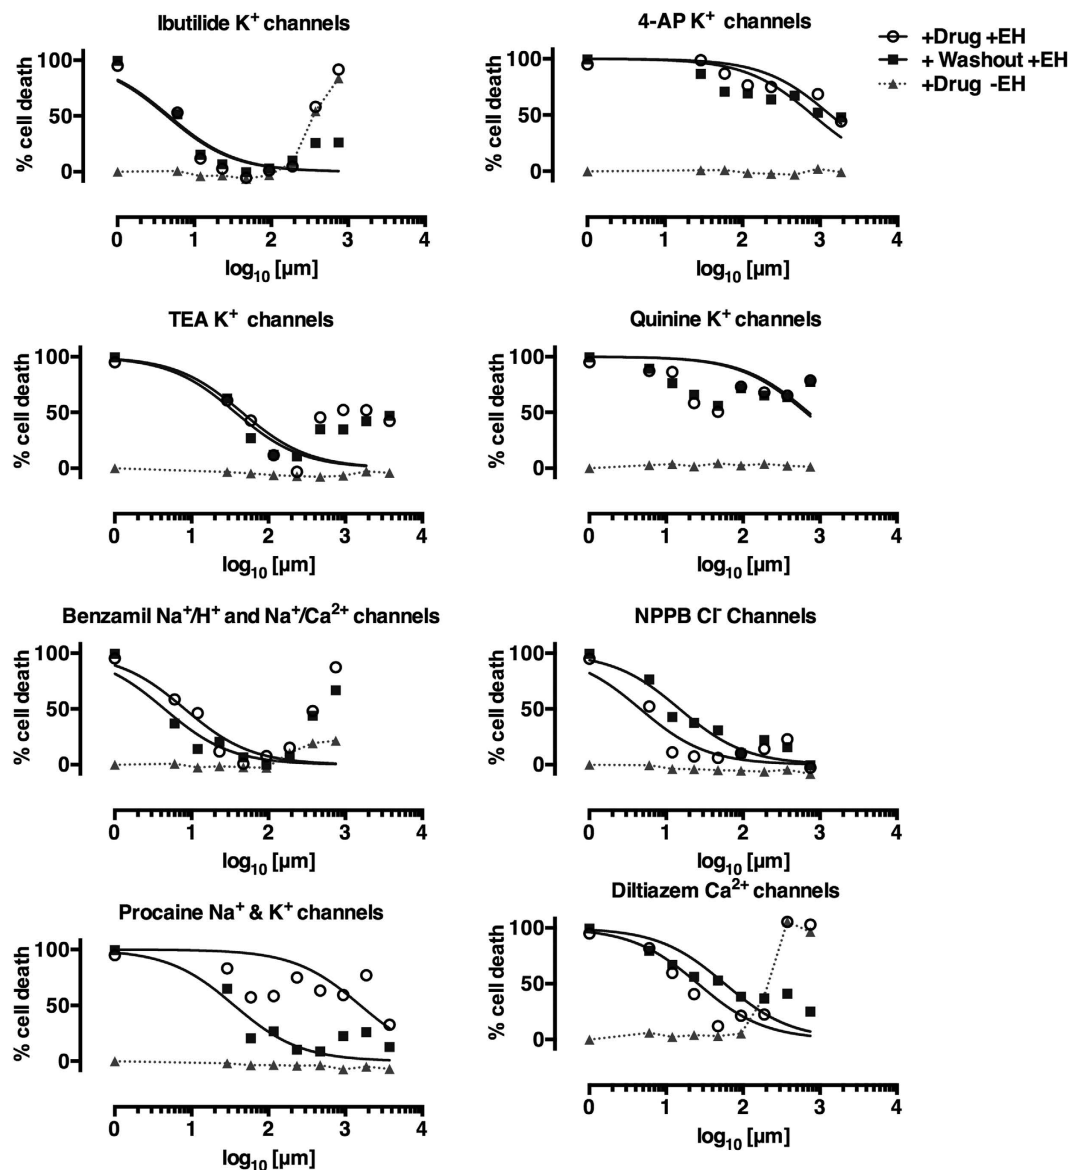 Ibutilide K+ channels
% cell death
100
50
0
0 1 2 3 4
log10 [µm]
4-AP K+ channels
% cell death
100
50
0
0 1 2 3 4
log10 [µm]
+Drug +EH
+ Washout +EH
+Drug -EH
TEA K+ channels
% cell death
100
50
0
0 1 2 3 4
log10 [µm]
Quinine K+ channels
% cell death
100
50
0
0 1 2 3 4
log10 [µm]
Benzamil Na+/H+ and Na+/Ca2+ channels
% cell death
100
50
0
0 1 2 3 4
log10 [µm]
NPPB Cl- Channels
% cell death
100
50
0
0 1 2 3 4
log10 [µm]
Procaine Na+ & K+ channels
% cell death
100
50
0
0 1 2 3 4
log10 [µm]
Diltiazem Ca2+ channels
% cell death
100
50
0
0 1 2 3 4
log10 [µm]